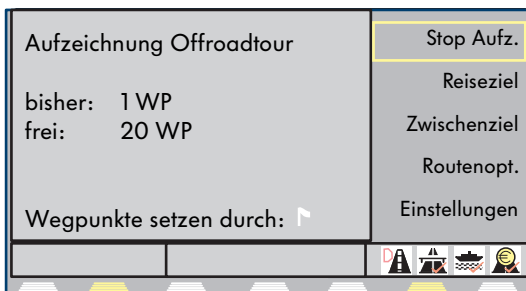 Aufzeichnung Offroadtour
bisher: 1 WP
frei: 20 WP
Wegpunkte setzen durch:
Stop Aufz.
Reiseziel
Zwischenziel
Routenopt.
Einstellungen
D
€